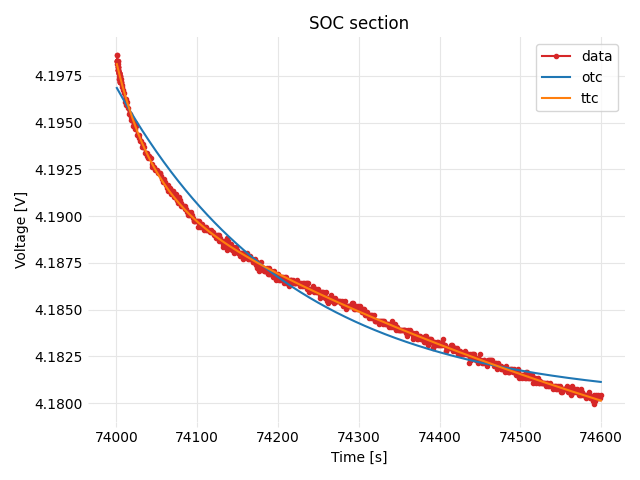 SOC section
4.1975
4.1950
4.1925
4.1900
4.1875
4.1850
4.1825
4.1800
Voltage [V]
data
otc
ttc
74000 74100 74200 74300 74400 74500 74600
Time [s]